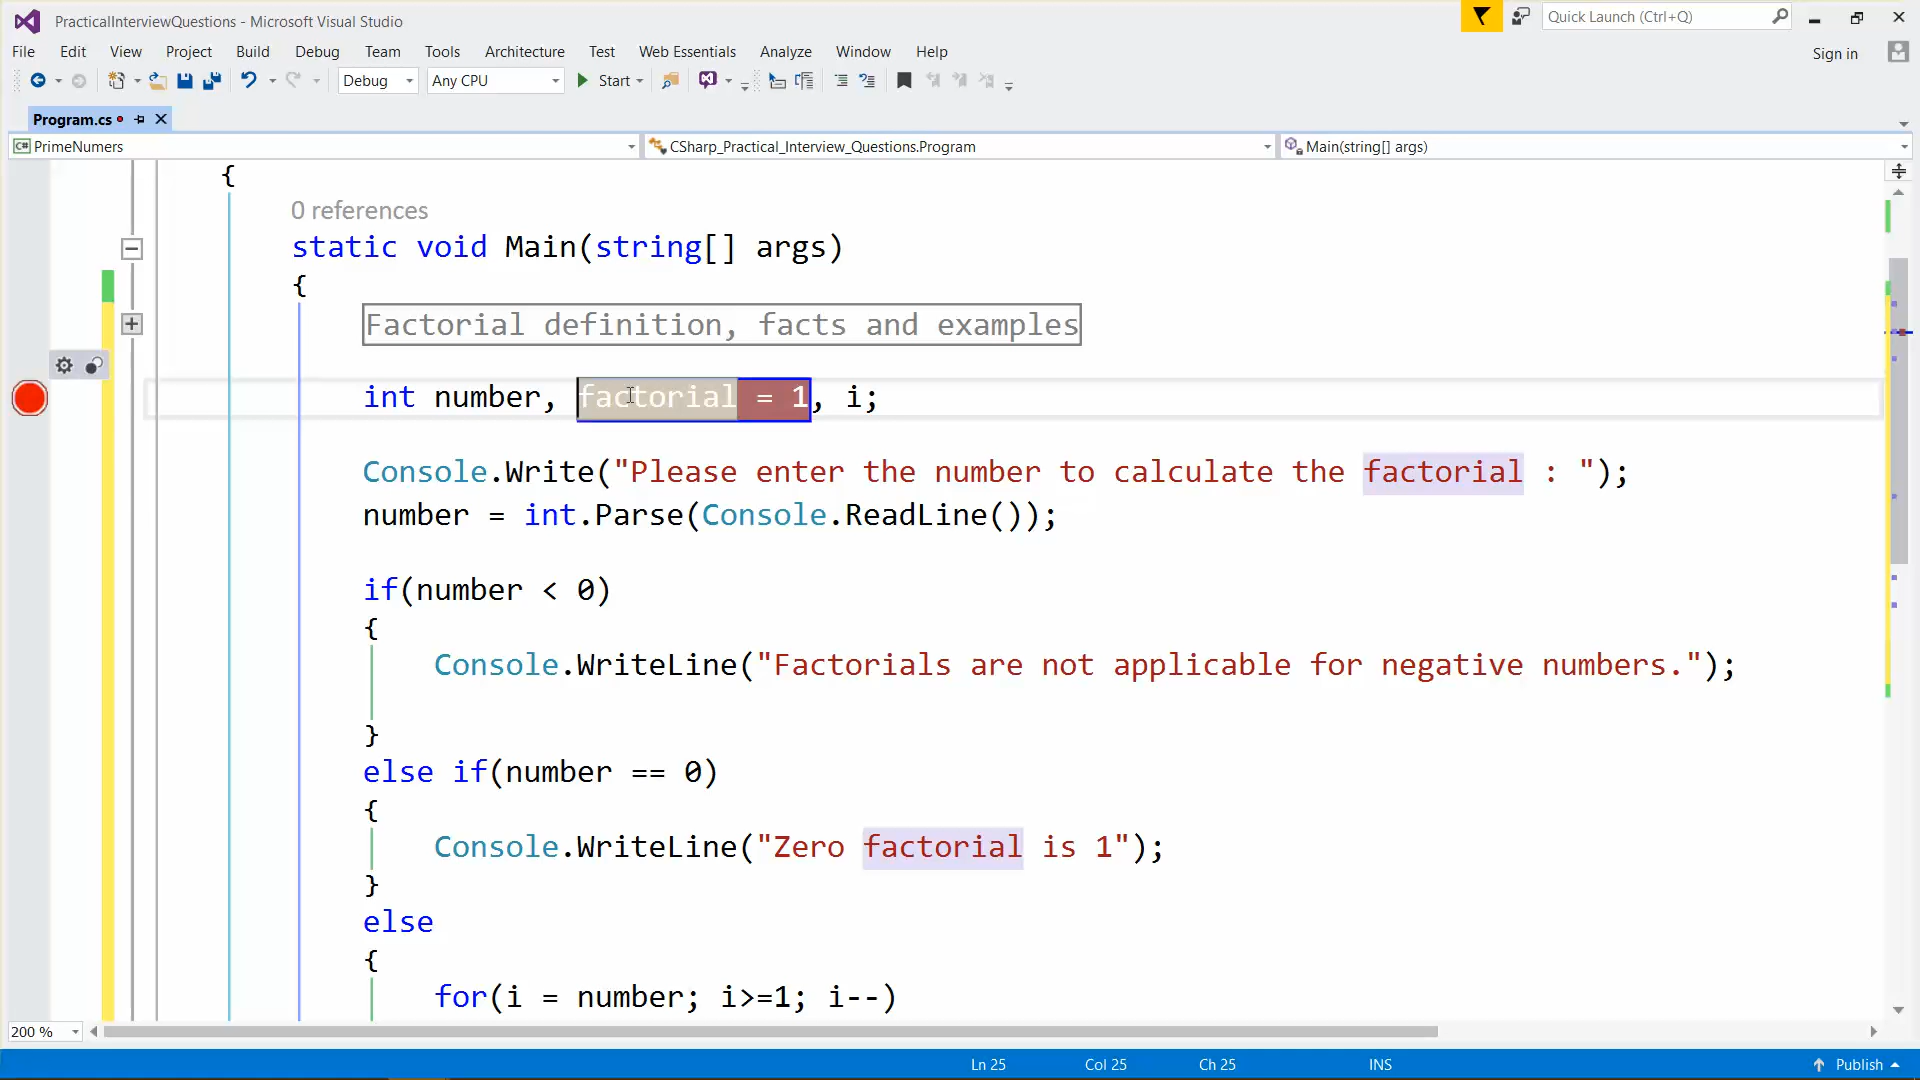 PracticalInterviewQuestions - Microsoft Visual Studio
Quick Launch (Ctrl+Q)
File Edit View Project Build Debug Team Tools Architecture Test Web Essentials Analyze Window Help
Sign in
Debug Any CPU Start
Program.cs
PrimeNumers CSharp_Practical_Interview_Questions.Program Main(string[] args)
{
0 references
static void Main(string[] args)
{
Factorial definition, facts and examples
int number, factorial = 1, i;
Console.Write("Please enter the number to calculate the factorial : ");
number = int.Parse(Console.ReadLine());
if(number < 0)
{
Console.WriteLine("Factorials are not applicable for negative numbers.");
}
else if(number == 0)
{
Console.WriteLine("Zero factorial is 1");
}
else
{
for(i = number; i>=1; i--)
200 %
Ln 25 Col 25 Ch 25 INS Publish